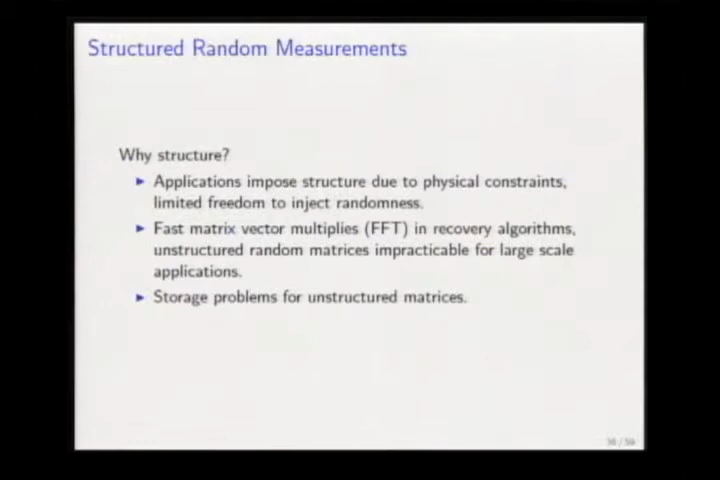 Structured Random Measurements
Why structure?
Applications impose structure due to physical constraints,
limited freedom to inject randomness.
Fast matrix vector multiplies (FFT) in recovery algorithms,
unstructured random matrices impracticable for large scale
applications.
Storage problems for unstructured matrices.